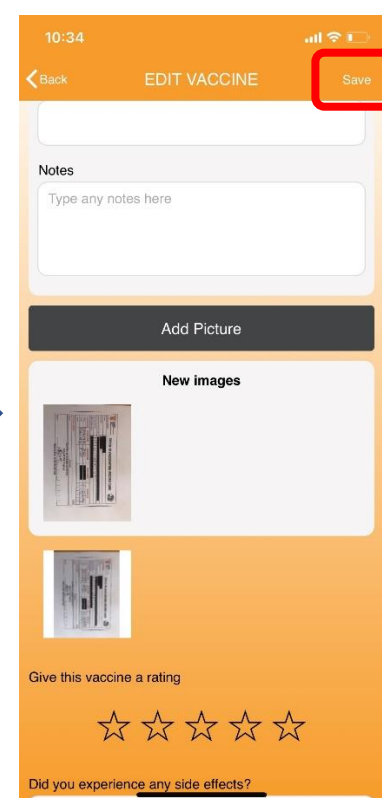 10:34
Back EDIT VACCINE Save
Notes
Type any notes here
Add Picture
New images
Give this vaccine a rating
Did you experience any side effects?